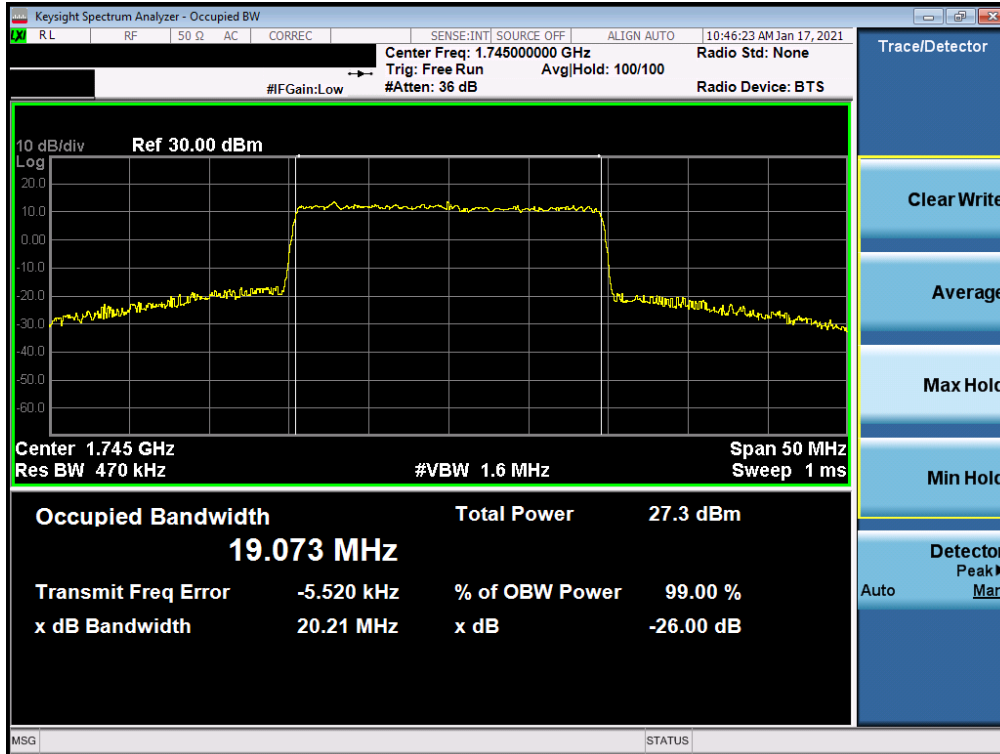 Keysight Spectrum Analyzer - Occupied BW
LXI RL RF 50 Ω AC CORREC SENSE:INT SOURCE OFF ALIGN AUTO 10:46:23 AM Jan 17, 2021
Center Freq: 1.745000000 GHz Radio Std: None
Trig: Free Run Avg|Hold: 100/100
#IFGain:Low #Atten: 36 dB Radio Device: BTS
10 dB/div Ref 30.00 dBm
Log
20.0
10.0
0.00
-10.0
-20.0
-30.0
-40.0
-50.0
-60.0
Center 1.745 GHz Span 50 MHz
Res BW 470 kHz #VBW 1.6 MHz Sweep 1 ms
Occupied Bandwidth Total Power 27.3 dBm
19.073 MHz
Transmit Freq Error -5.520 kHz % of OBW Power 99.00 %
x dB Bandwidth 20.21 MHz x dB -26.00 dB
MSG STATUS
Trace/Detector
Clear Write
Average
Max Hold
Min Hold
Detector
Peak
Auto Man